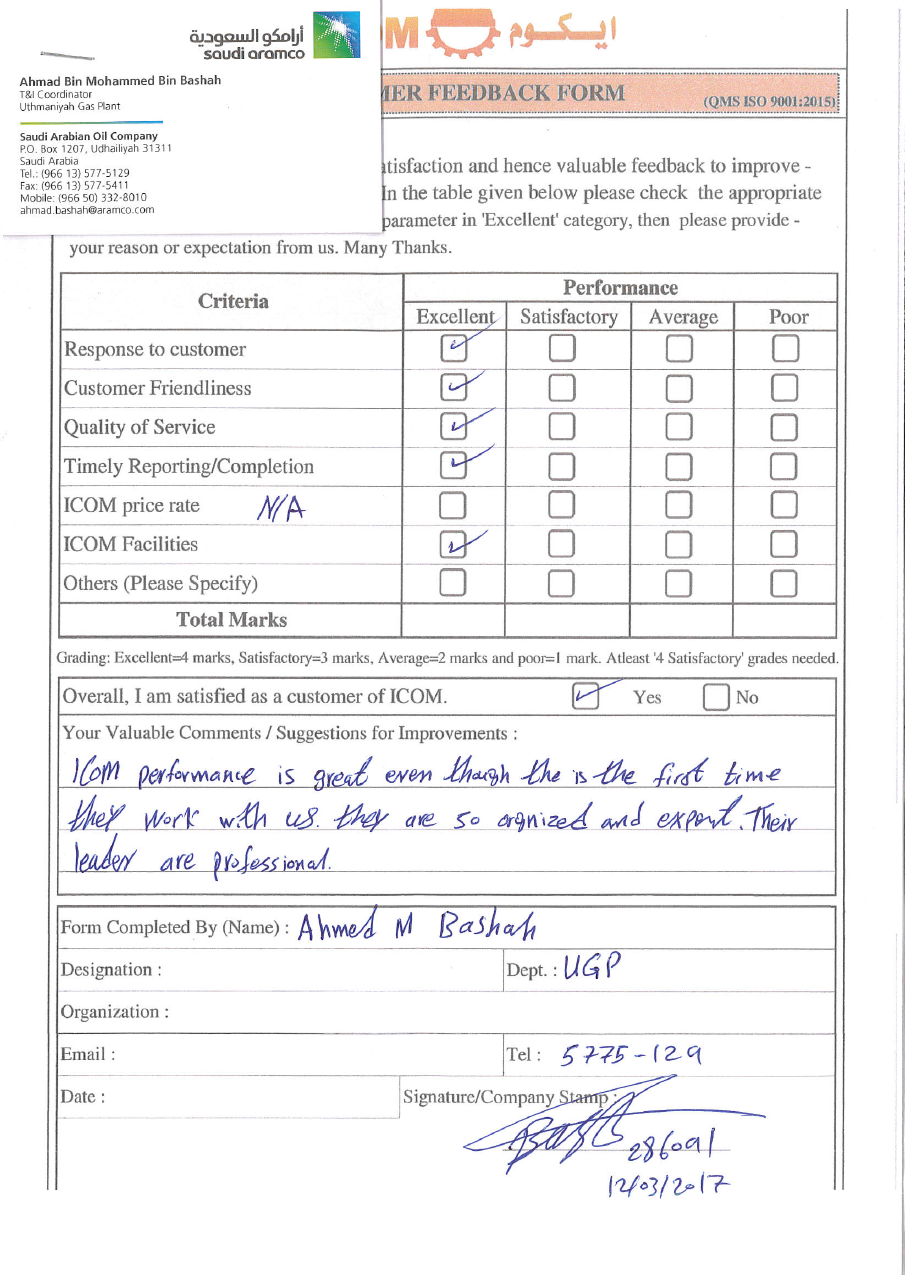 أرامكو السعودية
saudi aramco
Ahmad Bin Mohammed Bin Bashah
T&I Coordinator
Uthmaniyah Gas Plant
Saudi Arabian Oil Company
P.O. Box 1207, Udhailiyah 31311
Saudi Arabia
Tel.: (966 13) 577-5129
Fax: (966 13) 577-5411
Mobile: (966 50) 332-8010
ahmad.bashah@aramco.com
OM ايكوم
MER FEEDBACK FORM (QMS ISO 9001:2015)
tisfaction and hence valuable feedback to improve -
In the table given below please check the appropriate
parameter in 'Excellent' category, then please provide -
your reason or expectation from us. Many Thanks.
Criteria Performance
Excellent Satisfactory Average Poor
Response to customer
Customer Friendliness
Quality of Service
Timely Reporting/Completion
ICOM price rate N/A
ICOM Facilities
Others (Please Specify)
Total Marks
Grading: Excellent=4 marks, Satisfactory=3 marks, Average=2 marks and poor=1 mark. Atleast '4 Satisfactory' grades needed.
Overall, I am satisfied as a customer of ICOM. Yes No
Your Valuable Comments / Suggestions for Improvements :
ICOM performance is great even though the is the first time
they work with us. they are so orgnized and expert. Their
leader are professional.
Form Completed By (Name) : Ahmed M Bashah
Designation : Dept. : UGP
Organization :
Email : Tel : 5775-129
Date : Signature/Company Stamp :
286091
12/03/2017